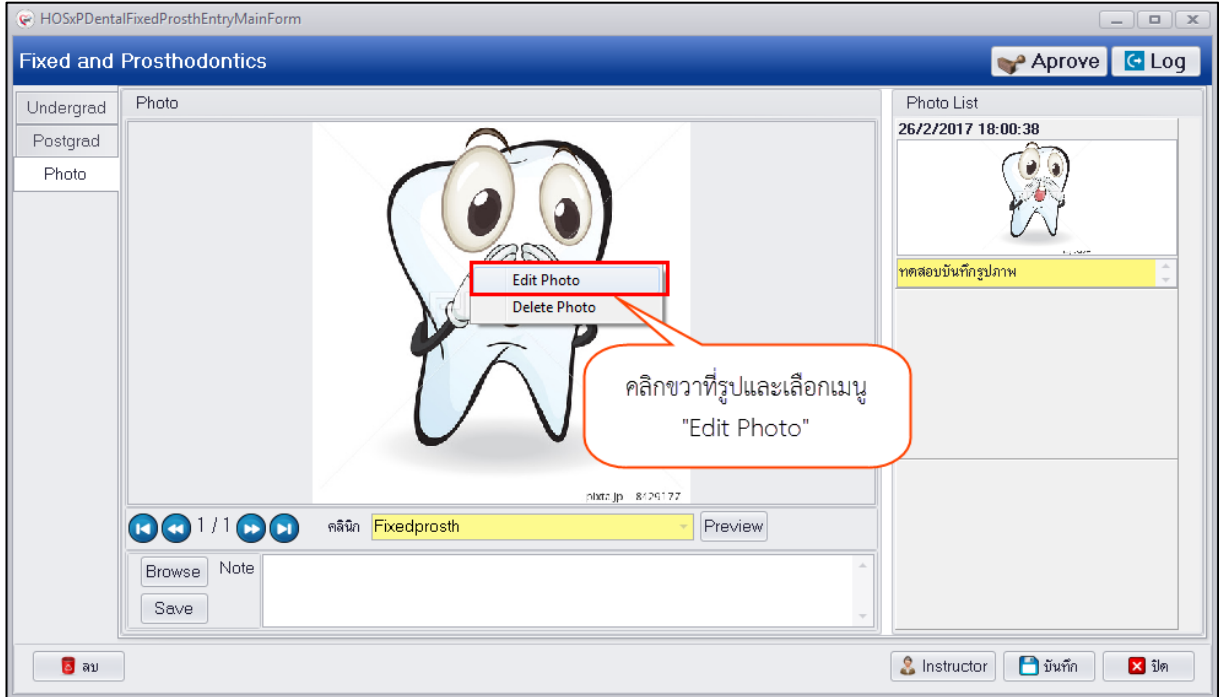 HOSxPDentalFixedProsthEntryMainForm
Fixed and Prosthodontics
Aprove
Log
Undergrad
Postgrad
Photo
Photo
Photo List
26/2/2017 18:00:38
ทดสอบบันทึกรูปภาพ
Edit Photo
Delete Photo
คลิกขวาที่รูปและเลือกเมนู
"Edit Photo"
pixta.jp 8429177
1 / 1
คลินิก
Fixedprosth
Preview
Browse
Note
Save
ลบ
Instructor
บันทึก
ปิด